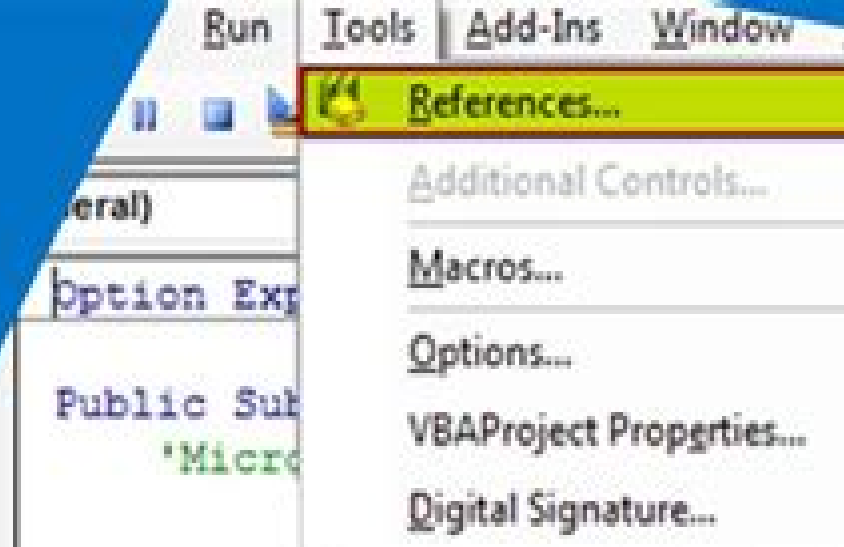 Run Tools Add-Ins Window
References...
Additional Controls...
eral)
Macros...
Option Exp
Options...
Public Sub
VBAProject Properties...
'Micro
Digital Signature...